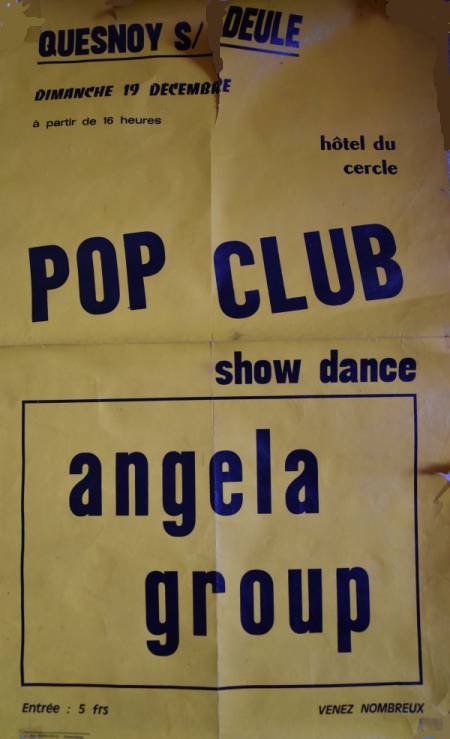 QUESNOY S/ DEULE
DIMANCHE 19 DECEMBRE
à partir de 16 heures
hôtel du
cercle
POP CLUB
show dance
angela
group
Entrée : 5 frs
VENEZ NOMBREUX